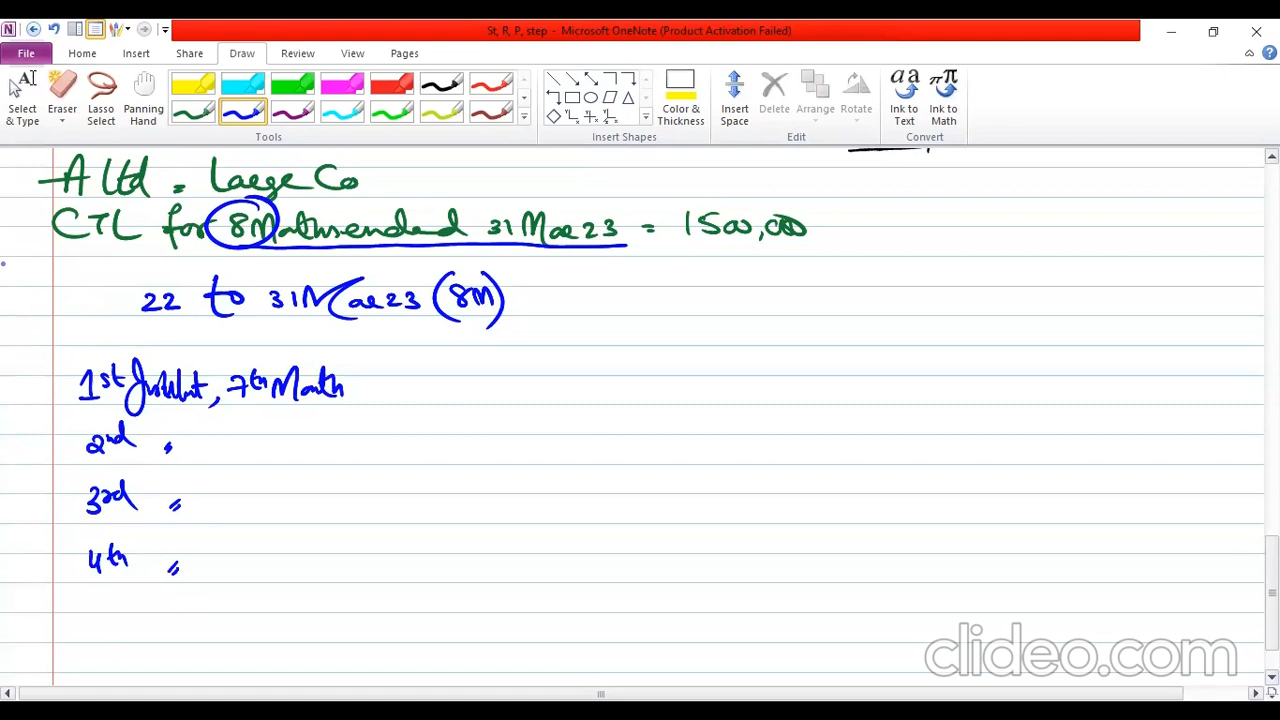 St, R, P, step - Microsoft OneNote (Product Activation Failed)
File Home Insert Share Draw Review View Pages
Select & Type Eraser Lasso Select Panning Hand Color & Thickness Insert Space Delete Arrange Rotate Ink to Text Ink to Math
Tools Insert Shapes Edit Convert
A Ltd = Large Co
CTL for 8 Months ended 31 Mar 23 = 1500,000
22 to 31 Mar 23 (8M)
1st , 7th Month
2nd "
3rd "
4th "
clideo.com